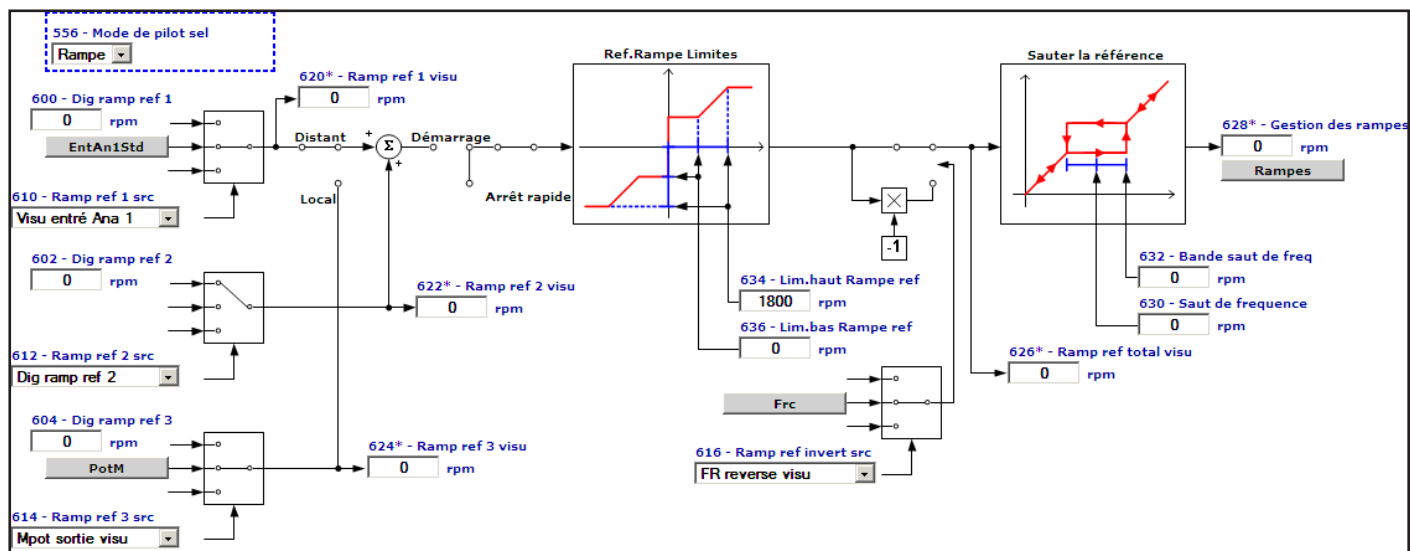 556 - Mode de pilot sel
Rampe
600 - Dig ramp ref 1
0 rpm
EntAn1Std
610 - Ramp ref 1 src
Visu entré Ana 1
620* - Ramp ref 1 visu
0 rpm
Distant
Local
Σ
+
+
Démarrage
Arrêt rapide
602 - Dig ramp ref 2
0 rpm
612 - Ramp ref 2 src
Dig ramp ref 2
622* - Ramp ref 2 visu
0 rpm
604 - Dig ramp ref 3
0 rpm
PotM
614 - Ramp ref 3 src
Mpot sortie visu
624* - Ramp ref 3 visu
0 rpm
Ref.Rampe Limites
634 - Lim.haut Rampe ref
1800 rpm
636 - Lim.bas Rampe ref
0 rpm
-1
Frc
616 - Ramp ref invert src
FR reverse visu
Sauter la référence
628* - Gestion des rampes
0 rpm
Rampes
632 - Bande saut de freq
0 rpm
630 - Saut de frequence
0 rpm
626* - Ramp ref total visu
0 rpm